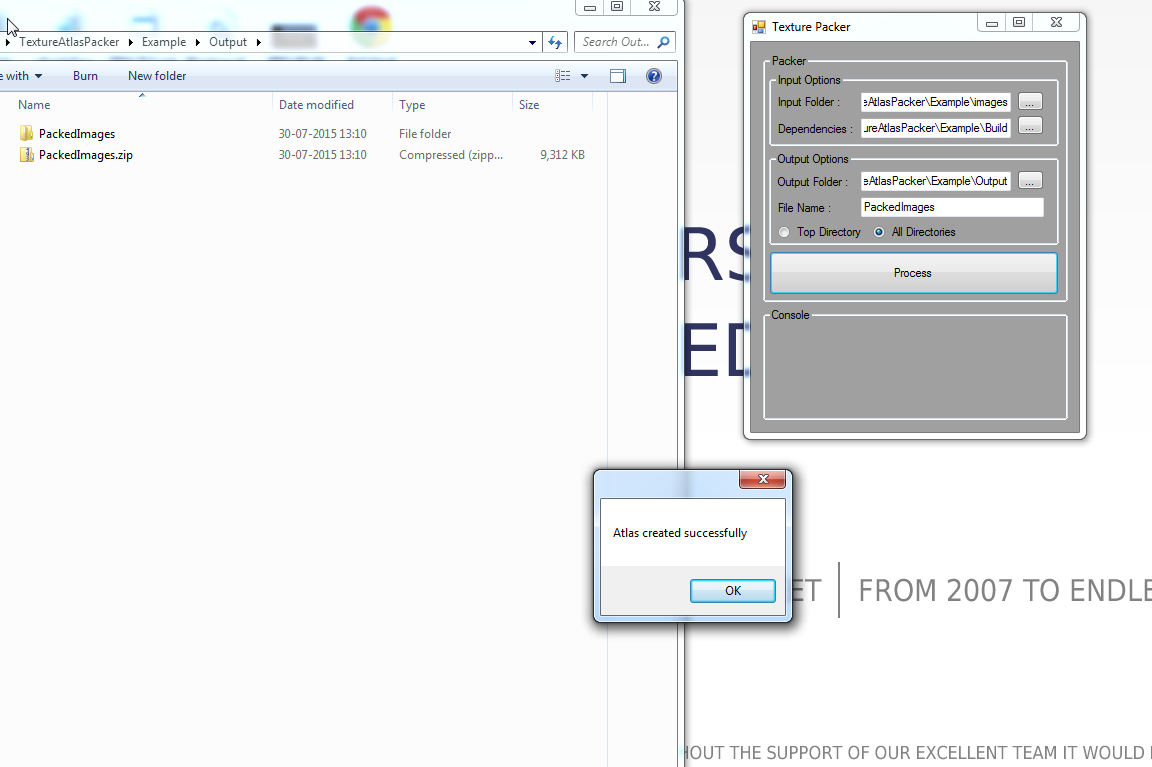 TextureAtlasPacker Example Output
Search Out...
e with Burn New folder
Name Date modified Type Size
PackedImages 30-07-2015 13:10 File folder
PackedImages.zip 30-07-2015 13:10 Compressed (zipp... 9,312 KB
Texture Packer
Packer
Input Options
Input Folder : eAtlasPacker\Example\images ...
Dependencies : ureAtlasPacker\Example\Build ...
Output Options
Output Folder : eAtlasPacker\Example\Output ...
File Name : PackedImages
Top Directory All Directories
Process
Console
RS
ED
Atlas created successfully
OK
ET | FROM 2007 TO ENDLE
HOUT THE SUPPORT OF OUR EXCELLENT TEAM IT WOULD